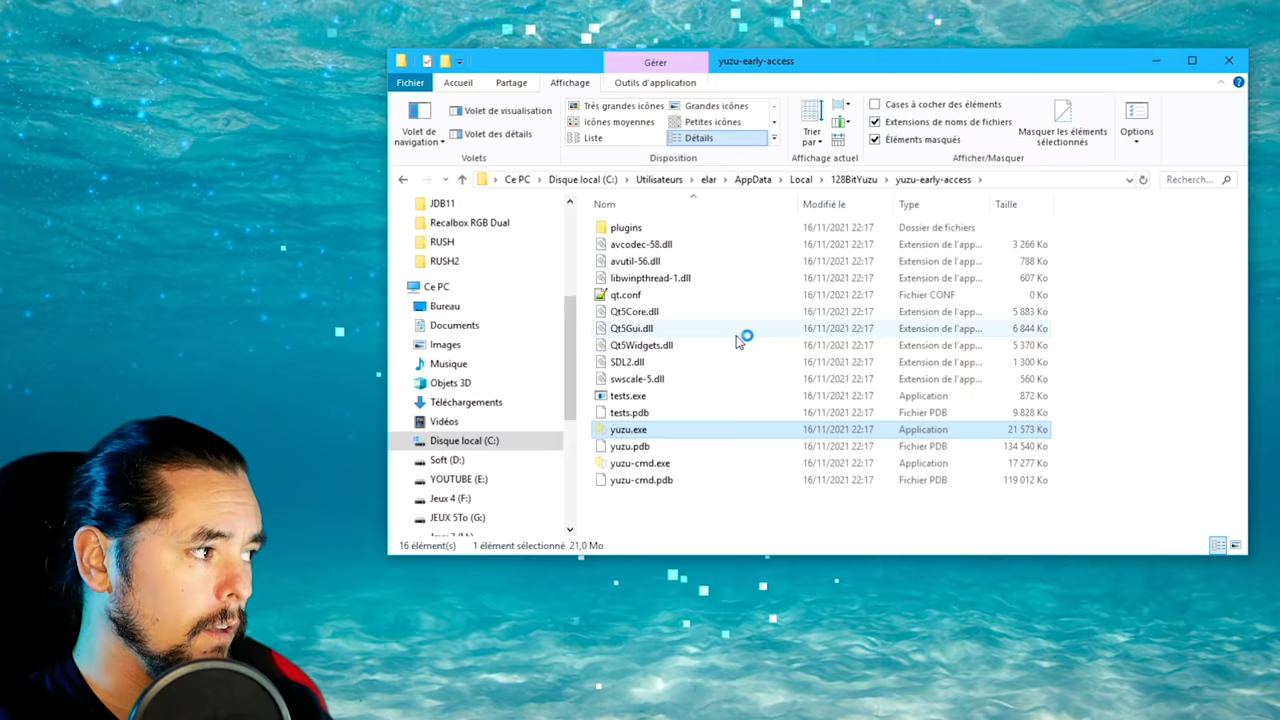 Gérer
yuzu-early-access
Fichier
Accueil
Partage
Affichage
Outils d'application
Volet de navigation
Volet de visualisation
Volet des détails
Volets
Très grandes icônes
Grandes icônes
Icônes moyennes
Petites icônes
Liste
Détails
Disposition
Trier par
Affichage actuel
Cases à cocher des éléments
Extensions de noms de fichiers
Éléments masqués
Masquer les éléments sélectionnés
Afficher/Masquer
Options
Ce PC > Disque local (C:) > Utilisateurs > elar > AppData > Local > 128BitYuzu > yuzu-early-access >
Recherch...
JDB11
Recalbox RGB Dual
RUSH
RUSH2
Ce PC
Bureau
Documents
Images
Musique
Objets 3D
Téléchargements
Vidéos
Disque local (C:)
Soft (D:)
YOUTUBE (E:)
Jeux 4 (F:)
JEUX 5To (G:)
Nom Modifié le Type Taille
plugins 16/11/2021 22:17 Dossier de fichiers
avcodec-58.dll 16/11/2021 22:17 Extension de l'app... 3 266 Ko
avutil-56.dll 16/11/2021 22:17 Extension de l'app... 788 Ko
libwinpthread-1.dll 16/11/2021 22:17 Extension de l'app... 607 Ko
qt.conf 16/11/2021 22:17 Fichier CONF 0 Ko
Qt5Core.dll 16/11/2021 22:17 Extension de l'app... 5 883 Ko
Qt5Gui.dll 16/11/2021 22:17 Extension de l'app... 6 844 Ko
Qt5Widgets.dll 16/11/2021 22:17 Extension de l'app... 5 370 Ko
SDL2.dll 16/11/2021 22:17 Extension de l'app... 1 300 Ko
swscale-5.dll 16/11/2021 22:17 Extension de l'app... 560 Ko
tests.exe 16/11/2021 22:17 Application 872 Ko
tests.pdb 16/11/2021 22:17 Fichier PDB 9 828 Ko
yuzu.exe 16/11/2021 22:17 Application 21 573 Ko
yuzu.pdb 16/11/2021 22:17 Fichier PDB 134 540 Ko
yuzu-cmd.exe 16/11/2021 22:17 Application 17 277 Ko
yuzu-cmd.pdb 16/11/2021 22:17 Fichier PDB 119 012 Ko
16 élément(s) 1 élément sélectionné 21,0 Mo